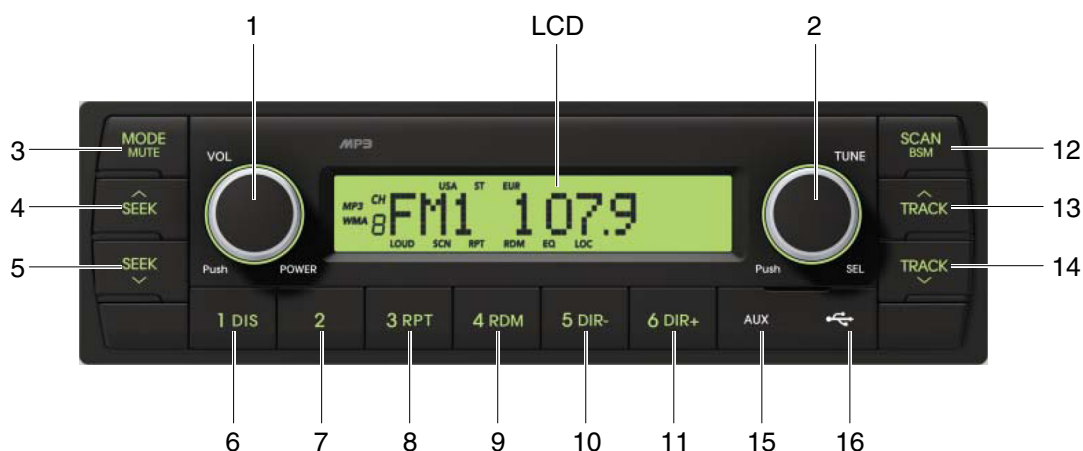 1 LCD 2
MODE
MUTE
VOL
MP3
TUNE
SCAN
BSM
3
12
SEEK
4
USA ST EUR
MP3 CH
WMA 8 FM1 107.9
LOUD SCN RPT RDM EQ LOC
TRACK
13
SEEK
5
Push POWER
Push SEL
TRACK
14
1 DIS 2 3 RPT 4 RDM 5 DIR- 6 DIR+ AUX
6 7 8 9 10 11 15 16